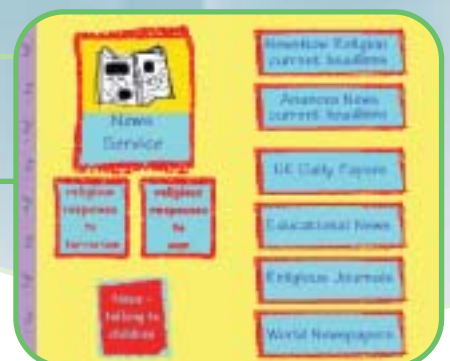 News
Service
religious
responses
to
terrorism
religious
responses
to
war
News -
talking to
children
NewsNow Religion
current headlines
Ananova News
current headlines
UK Daily Papers
Educational News
Religious Journals
World Newspapers